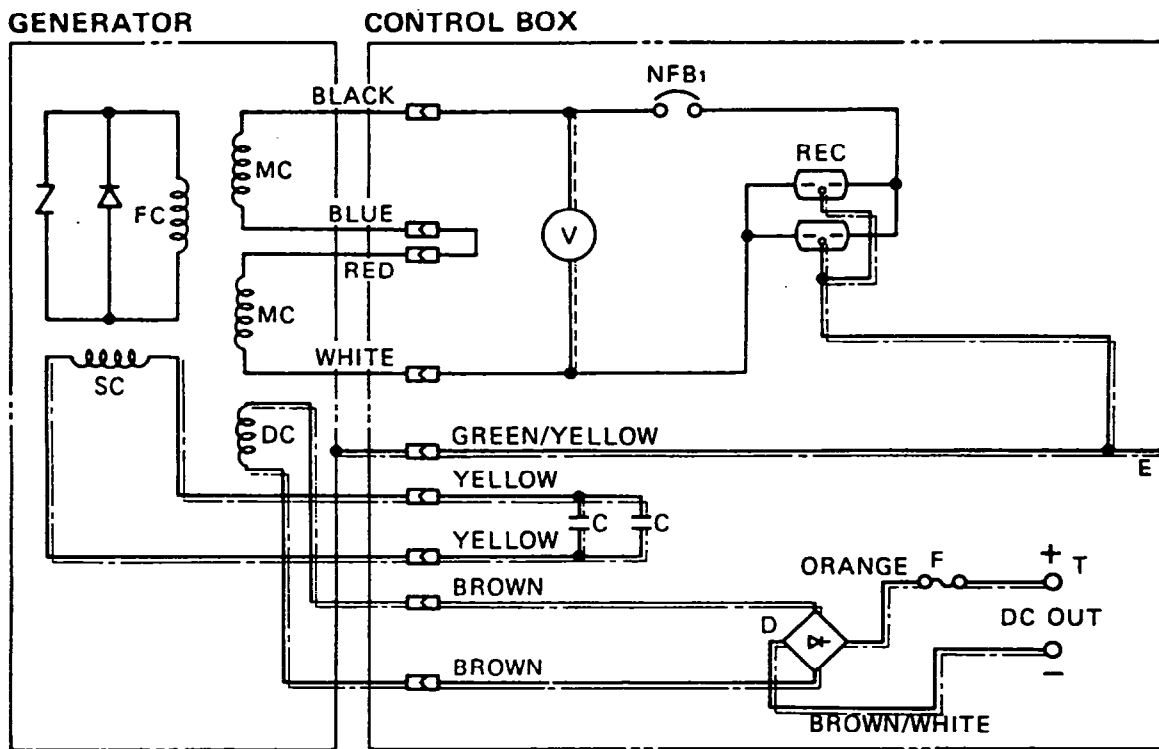 GENERATOR
CONTROL BOX
BLACK
NFB1
REC
MC
FC
BLUE
V
RED
MC
WHITE
SC
DC
GREEN/YELLOW
E
YELLOW
C
C
YELLOW
ORANGE
F
+
T
BROWN
D
DC OUT
BROWN
−
BROWN/WHITE